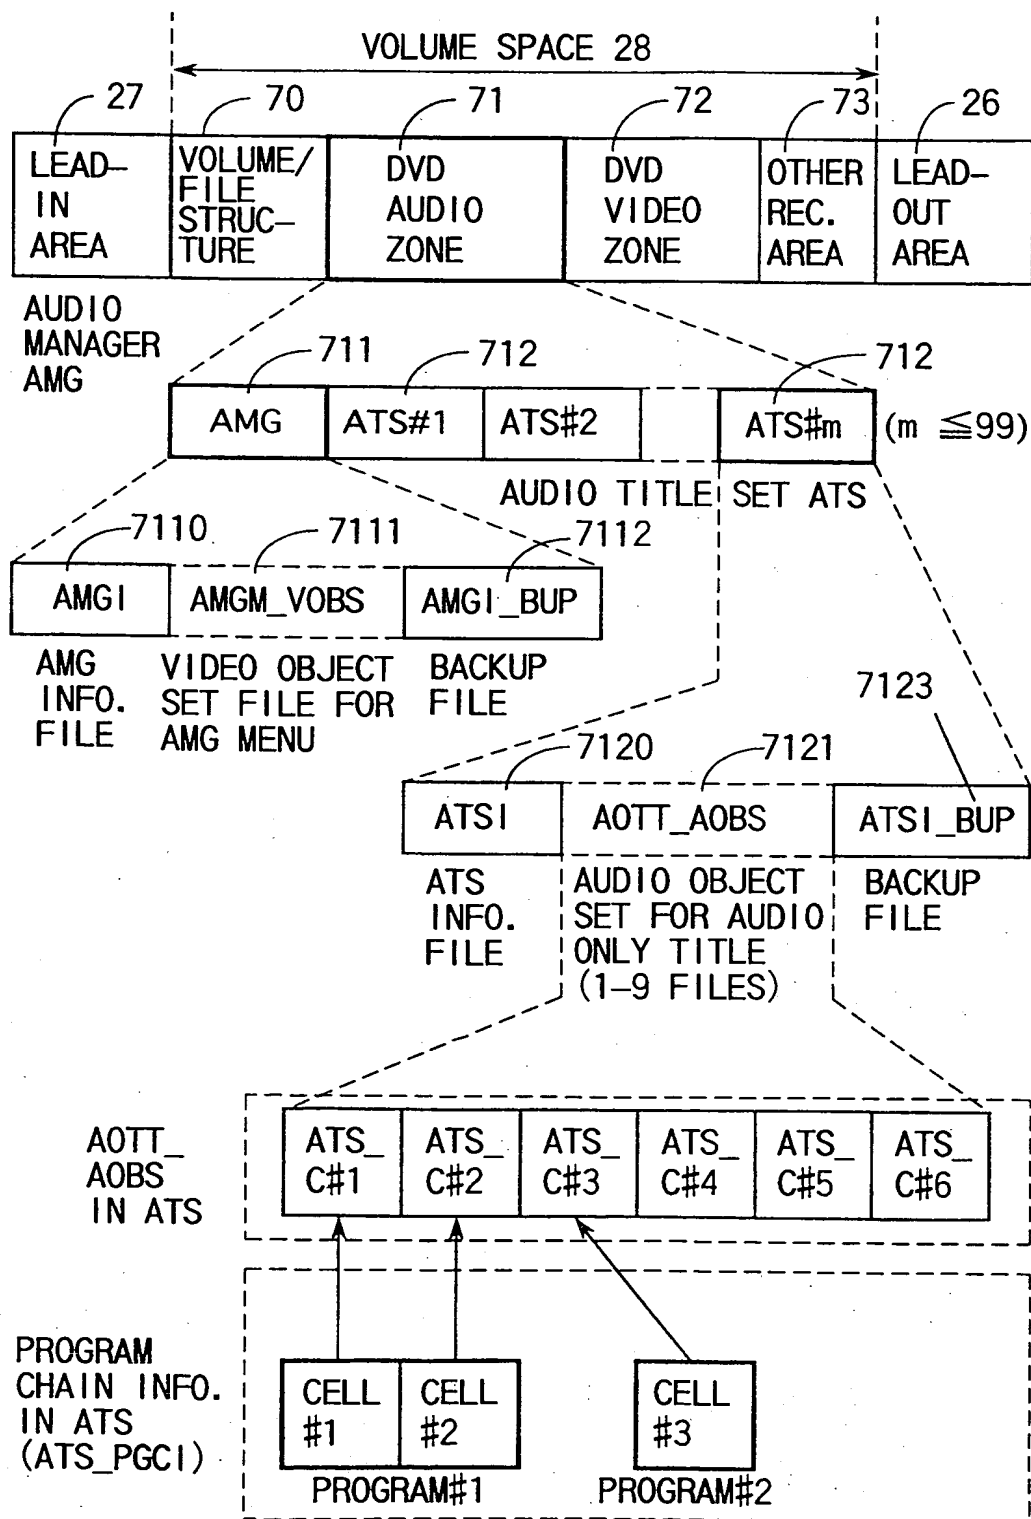 VOLUME SPACE 28
27 70 71 72 73 26
LEAD-
IN
AREA
VOLUME/
FILE
STRUC-
TURE
DVD
AUDIO
ZONE
DVD
VIDEO
ZONE
OTHER
REC.
AREA
LEAD-
OUT
AREA
AUDIO
MANAGER
AMG
711 712 712
AMG ATS#1 ATS#2 ATS#m (m ≦99)
AUDIO TITLE SET ATS
7110 7111 7112
AMGI AMGM_VOBS AMGI_BUP
AMG
INFO.
FILE
VIDEO OBJECT
SET FILE FOR
AMG MENU
BACKUP
FILE
7123
7120 7121
ATSI AOTT_AOBS ATSI_BUP
ATS
INFO.
FILE
AUDIO OBJECT
SET FOR AUDIO
ONLY TITLE
(1-9 FILES)
BACKUP
FILE
AOTT_
AOBS
IN ATS
ATS_
C#1
ATS_
C#2
ATS_
C#3
ATS_
C#4
ATS_
C#5
ATS_
C#6
PROGRAM
CHAIN INFO.
IN ATS
(ATS_PGCI)
CELL
#1
CELL
#2
CELL
#3
PROGRAM#1 PROGRAM#2